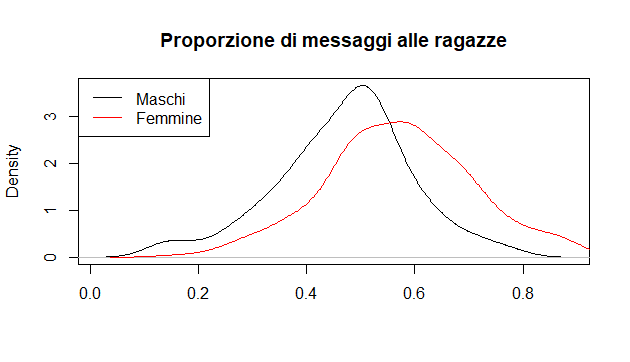 Proporzione di messaggi alle ragazze
Maschi
Femmine
Density
3
2
1
0
0.0 0.2 0.4 0.6 0.8